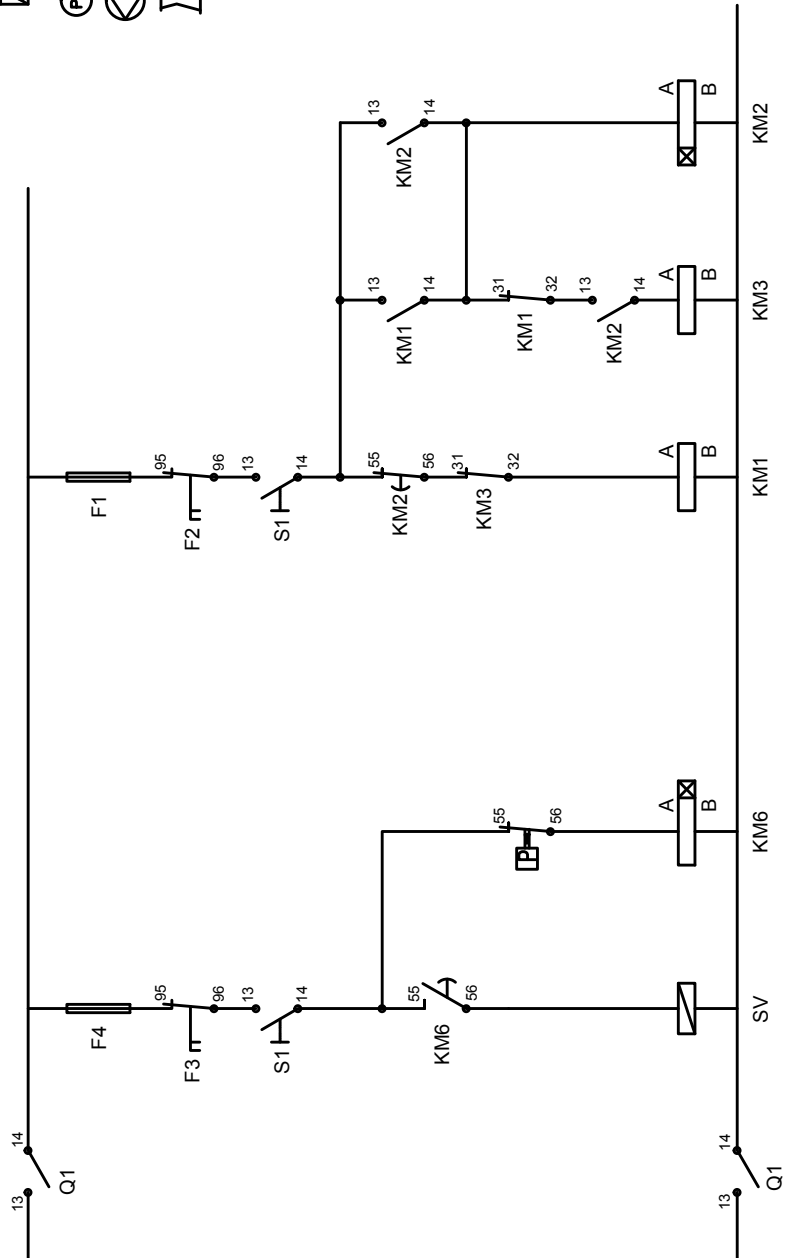 13 14
P
Q1
F4 F1
95 95
F3 F2
96 96
13 13
S1 S1
14 14
55 13 13
KM2 KM1 KM2
55
56 14 14
KM6
31
56
KM3
55 31
32
P KM1
56 32
13
KM2
14
A A A A
B B B B
13 14
SV KM6 KM1 KM3 KM2
Q1